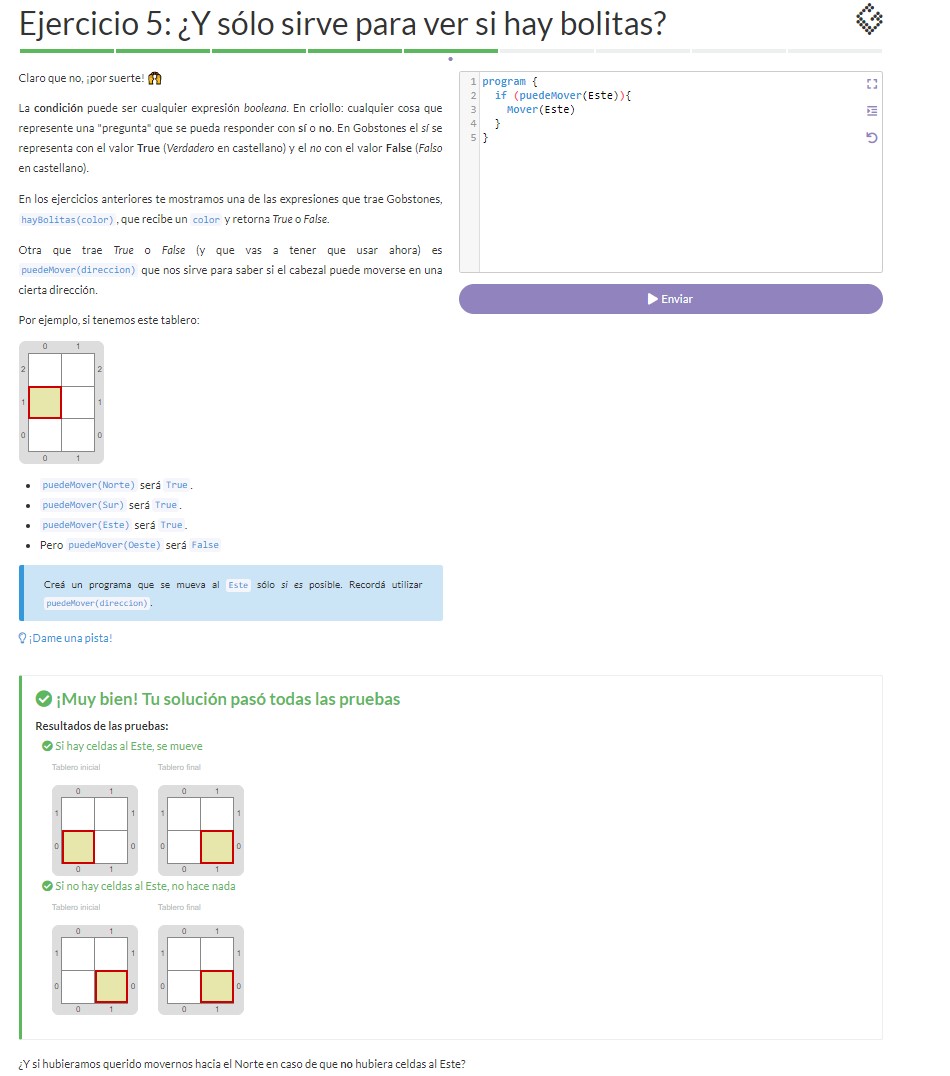 Ejercicio 5: ¿Y sólo sirve para ver si hay bolitas?
Claro que no, ¡por suerte!
La condición puede ser cualquier expresión booleana. En criollo: cualquier cosa que
represente una "pregunta" que se pueda responder con sí o no. En Gobstones el sí se
representa con el valor True (Verdadero en castellano) y el no con el valor False (Falso
en castellano).
En los ejercicios anteriores te mostramos una de las expresiones que trae Gobstones,
hayBolitas(color), que recibe un color y retorna True o False.
Otra que trae True o False (y que vas a tener que usar ahora) es
puedeMover(direccion) que nos sirve para saber si el cabezal puede moverse en una
cierta dirección.
Por ejemplo, si tenemos este tablero:
0 1
2 2
1 1
0 0
0 1
puedeMover(Norte) será True.
puedeMover(Sur) será True.
puedeMover(Este) será True.
Pero puedeMover(Oeste) será False
Creá un programa que se mueva al Este sólo si es posible. Recordá utilizar
puedeMover(direccion).
¡Dame una pista!
1 program {
2 if (puedeMover(Este)){
3 Mover(Este)
4 }
5 }
Enviar
¡Muy bien! Tu solución pasó todas las pruebas
Resultados de las pruebas:
Si hay celdas al Este, se mueve
Tablero inicial Tablero final
0 1 0 1
1 1 1 1
0 0 0 0
0 1 0 1
Si no hay celdas al Este, no hace nada
Tablero inicial Tablero final
0 1 0 1
1 1 1 1
0 0 0 0
0 1 0 1
¿Y si hubieramos querido movernos hacia el Norte en caso de que no hubiera celdas al Este?